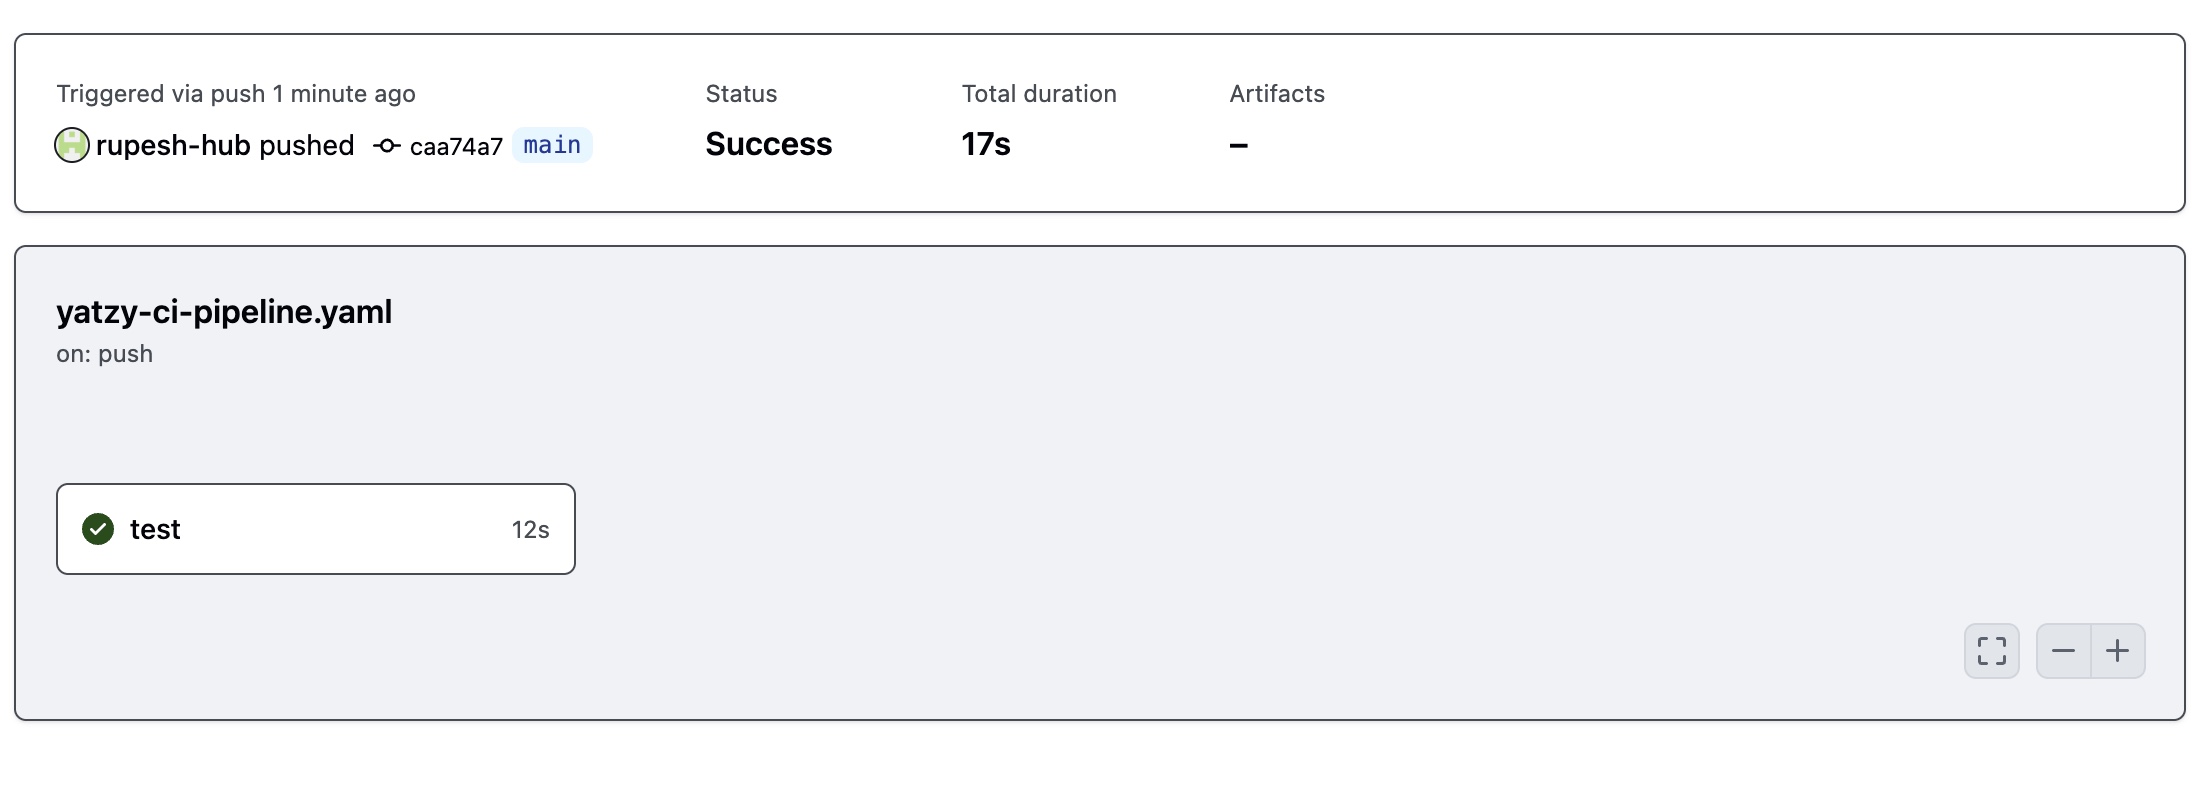 Triggered via push 1 minute ago
rupesh-hub pushed caa74a7 main
Status
Success
Total duration
17s
Artifacts
–
yatzy-ci-pipeline.yaml
on: push
test 12s